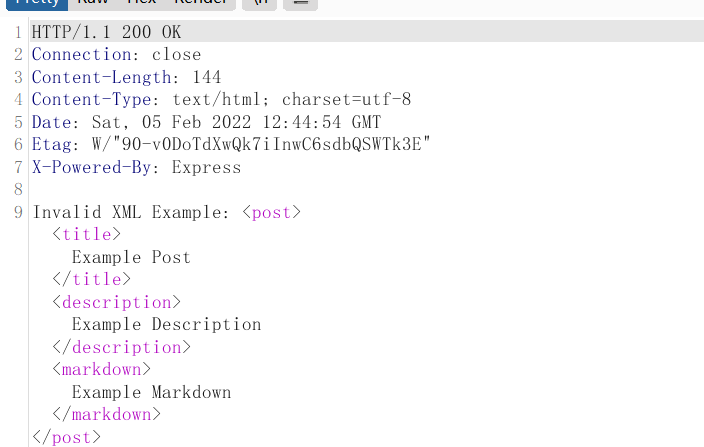 Pretty Raw Hex Render \n
1 HTTP/1.1 200 OK
2 Connection: close
3 Content-Length: 144
4 Content-Type: text/html; charset=utf-8
5 Date: Sat, 05 Feb 2022 12:44:54 GMT
6 Etag: W/"90-v0DoTdXwQk7iInwC6sdbQSWTk3E"
7 X-Powered-By: Express
8
9 Invalid XML Example: <post>
<title>
Example Post
</title>
<description>
Example Description
</description>
<markdown>
Example Markdown
</markdown>
</post>